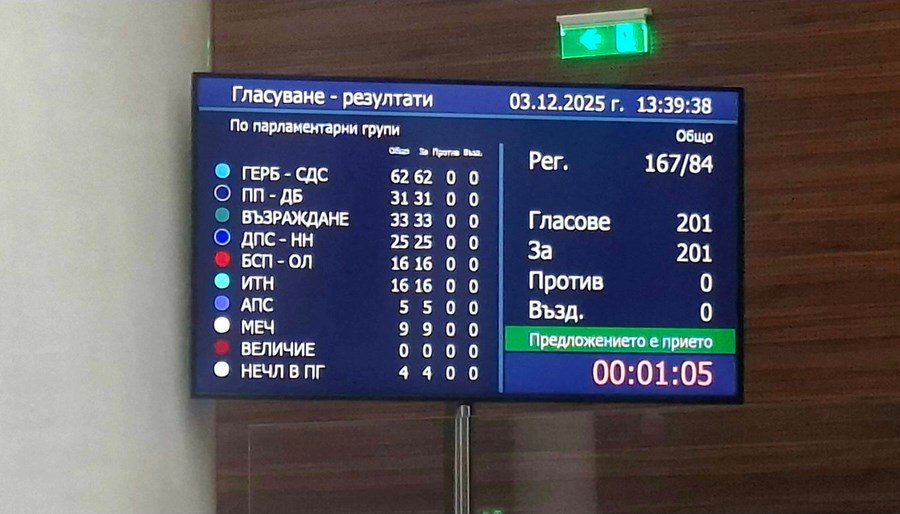 Гласуване - резултати 03.12.2025 г. 13:39:38
По парламентарни групи
Общо За Против Възд.
ГЕРБ - СДС 62 62 0 0
ПП - ДБ 31 31 0 0
ВЪЗРАЖДАНЕ 33 33 0 0
ДПС - НН 25 25 0 0
БСП - ОЛ 16 16 0 0
ИТН 16 16 0 0
АПС 5 5 0 0
МЕЧ 9 9 0 0
ВЕЛИЧИЕ 0 0 0 0
НЕЧЛ В ПГ 4 4 0 0
Общо
Рег. 167/84
Гласове 201
За 201
Против 0
Възд. 0
Предложението е прието
00:01:05